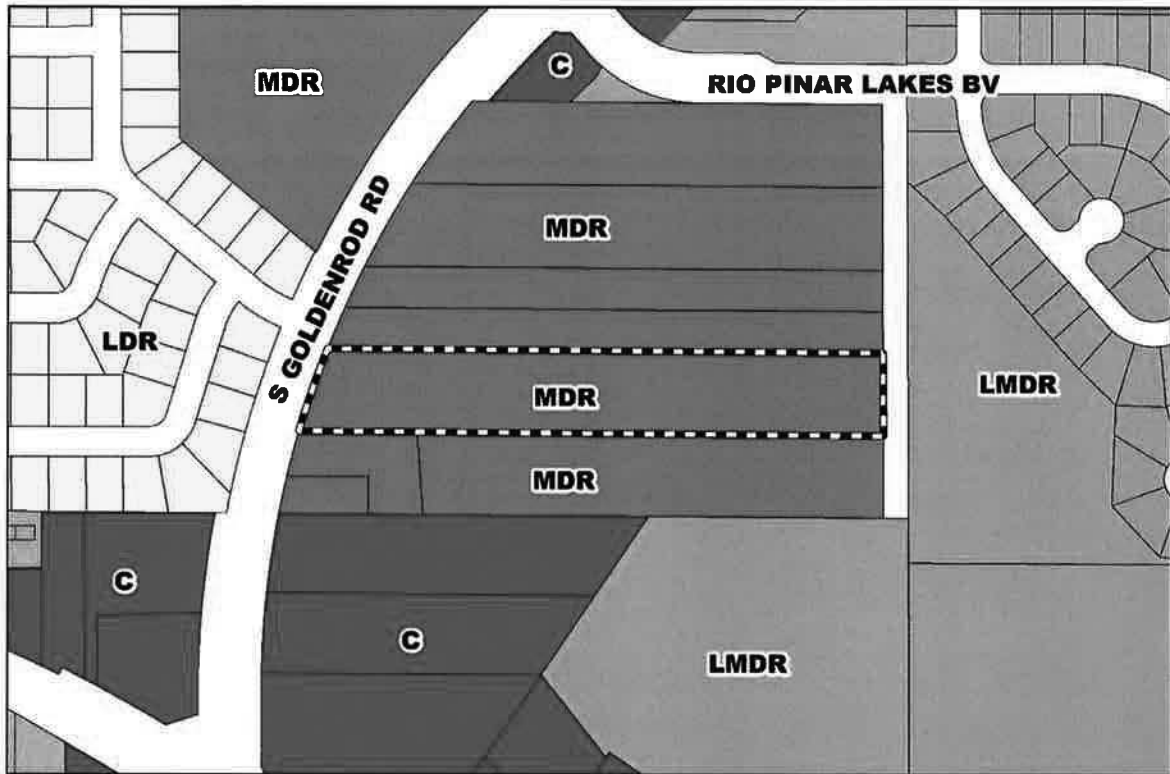 C
MDR
RIO PINAR LAKES BV
MDR
S GOLDENROD RD
LDR
MDR
LMDR
MDR
C
C
LMDR